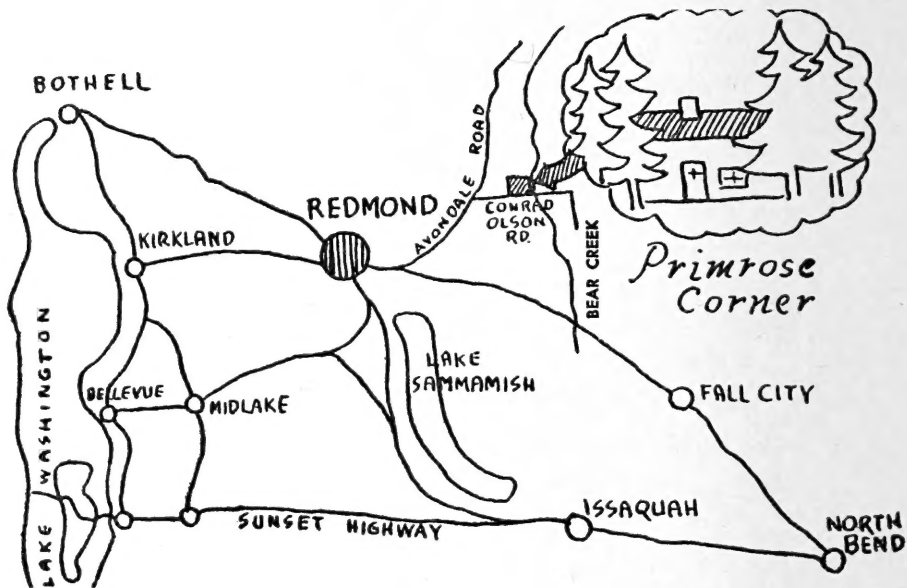 BOTHELL
AVONDALE ROAD
REDMOND
CONRAD
OLSON
RD.
KIRKLAND
BEAR CREEK
Primrose
Corner
LAKE WASHINGTON
LAKE
SAMMAMISH
BELLEVUE
MIDLAKE
FALL CITY
SUNSET HIGHWAY
ISSAQUAH
NORTH
BEND